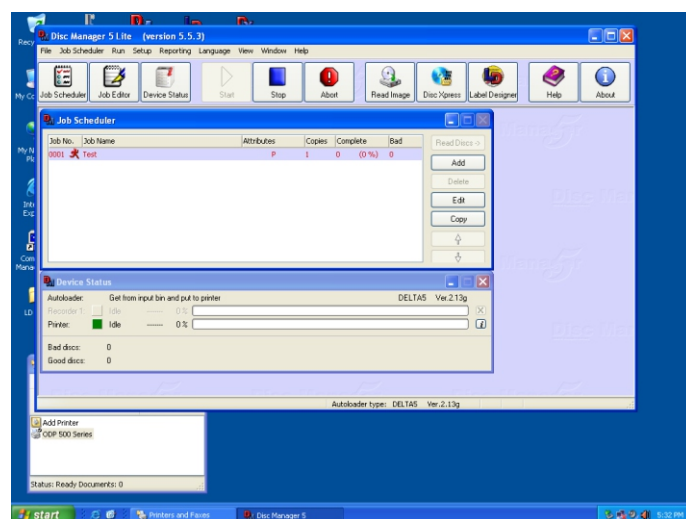 Disc Manager 5 Lite (version 5.5.3)
File Job Scheduler Run Setup Reporting Language View Window Help
Job Scheduler Job Editor Device Status Start Stop Abort Read Image Disc Xpress Label Designer Help About
Job Scheduler
Job No. Job Name Attributes Copies Complete Bad
0001 Test P 1 0 (0 %) 0
Read Discs ->
Add
Delete
Edit
Copy
Device Status
Autoloader: Get from input bin and put to printer DELTA5 Ver.2.13g
Recorder 1: Idle ------ 0 %
Printer: Idle ------ 0 %
Bad discs: 0
Good discs: 0
Autoloader type: DELTA5 Ver.2.13g
Add Printer
ODP 500 Series
Status: Ready Documents: 0
start Printers and Faxes Disc Manager 5 5:32 PM